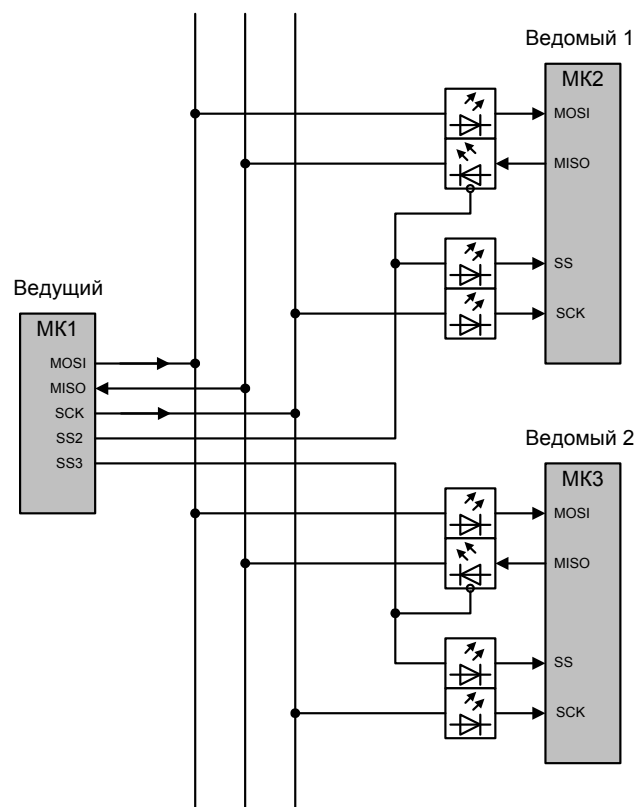 Ведомый 1
МК2
MOSI
MISO
SS
SCK
Ведущий
МК1
MOSI
MISO
SCK
SS2
SS3
Ведомый 2
МК3
MOSI
MISO
SS
SCK